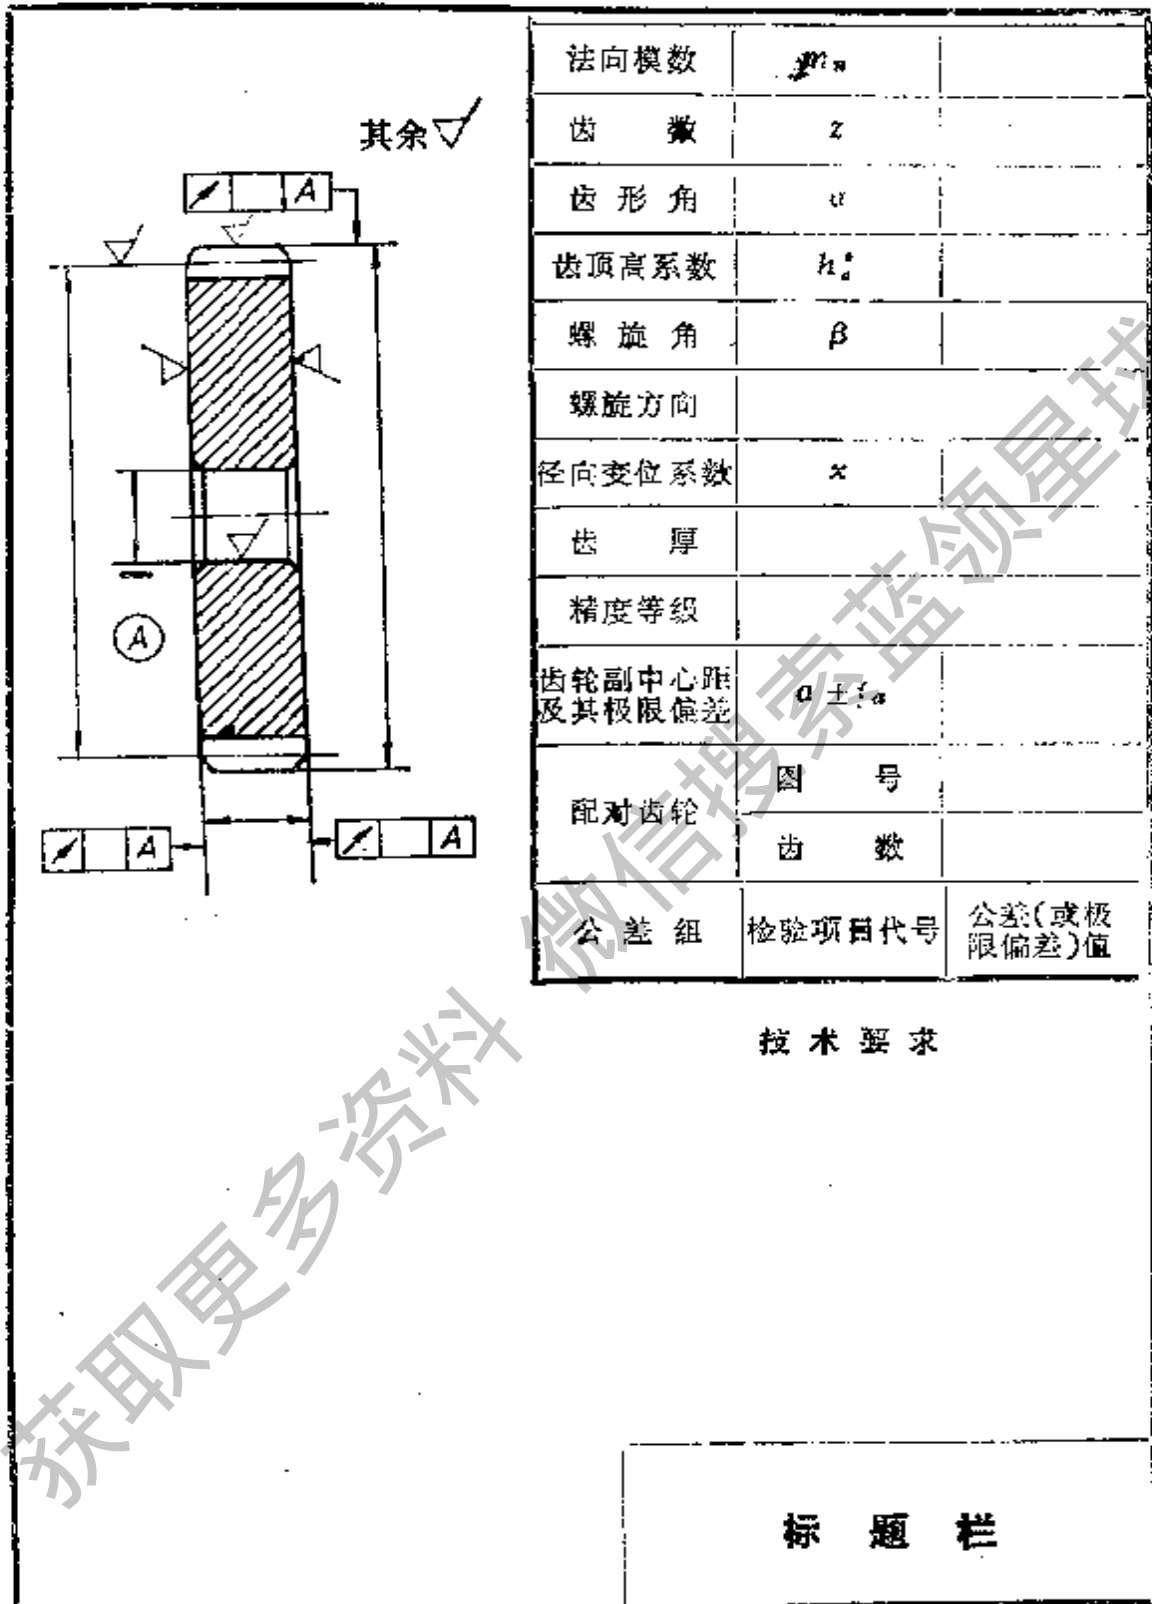 其余
A
A
A
A
法向模数 mn
齿 数 z
齿形角 α
齿顶高系数 h*a
螺旋角 β
螺旋方向
径向变位系数 x
齿 厚
精度等级
齿轮副中心距
及其极限偏差 a±fa
配对齿轮 图 号
齿 数
公差组 检验项目代号 公差(或极
限偏差)值
技术要求
标题栏
获取更多资料 微信搜索蓝领星球